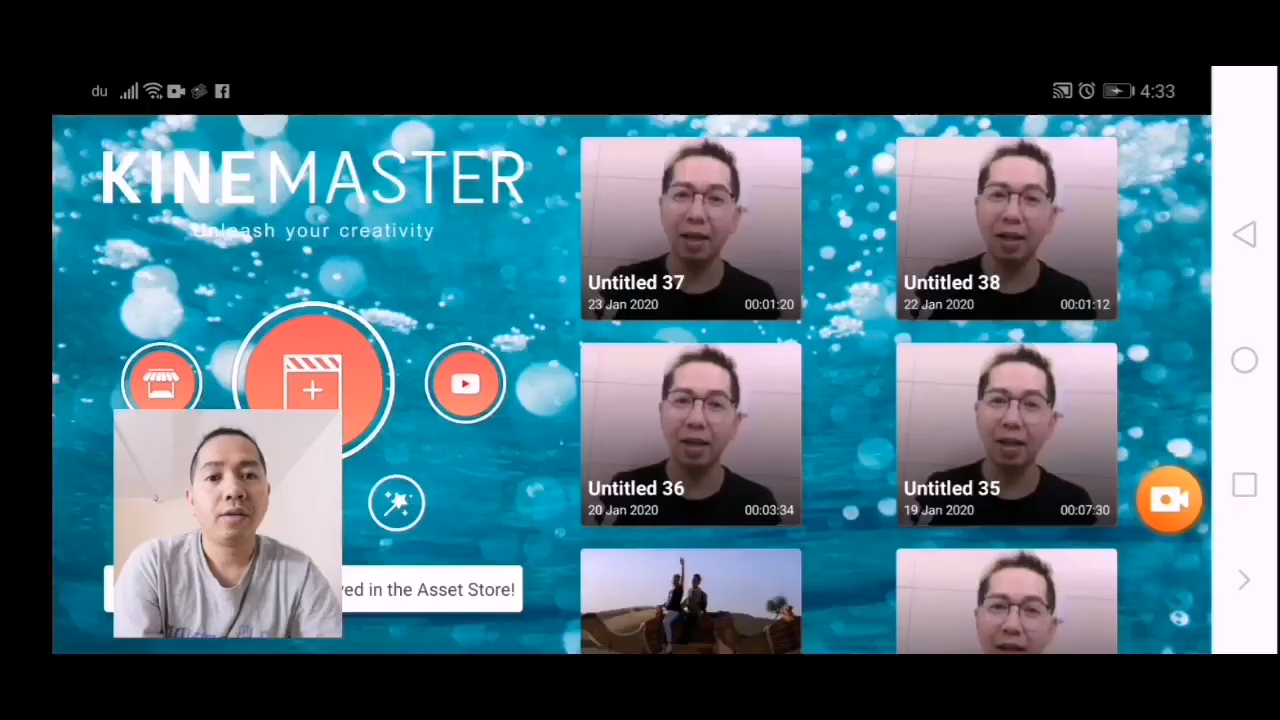 du
4:33
KINEMASTER
Unleash your creativity
Untitled 37
23 Jan 2020 00:01:20
Untitled 38
22 Jan 2020 00:01:12
Untitled 36
20 Jan 2020 00:03:34
Untitled 35
19 Jan 2020 00:07:30
in the Asset Store!